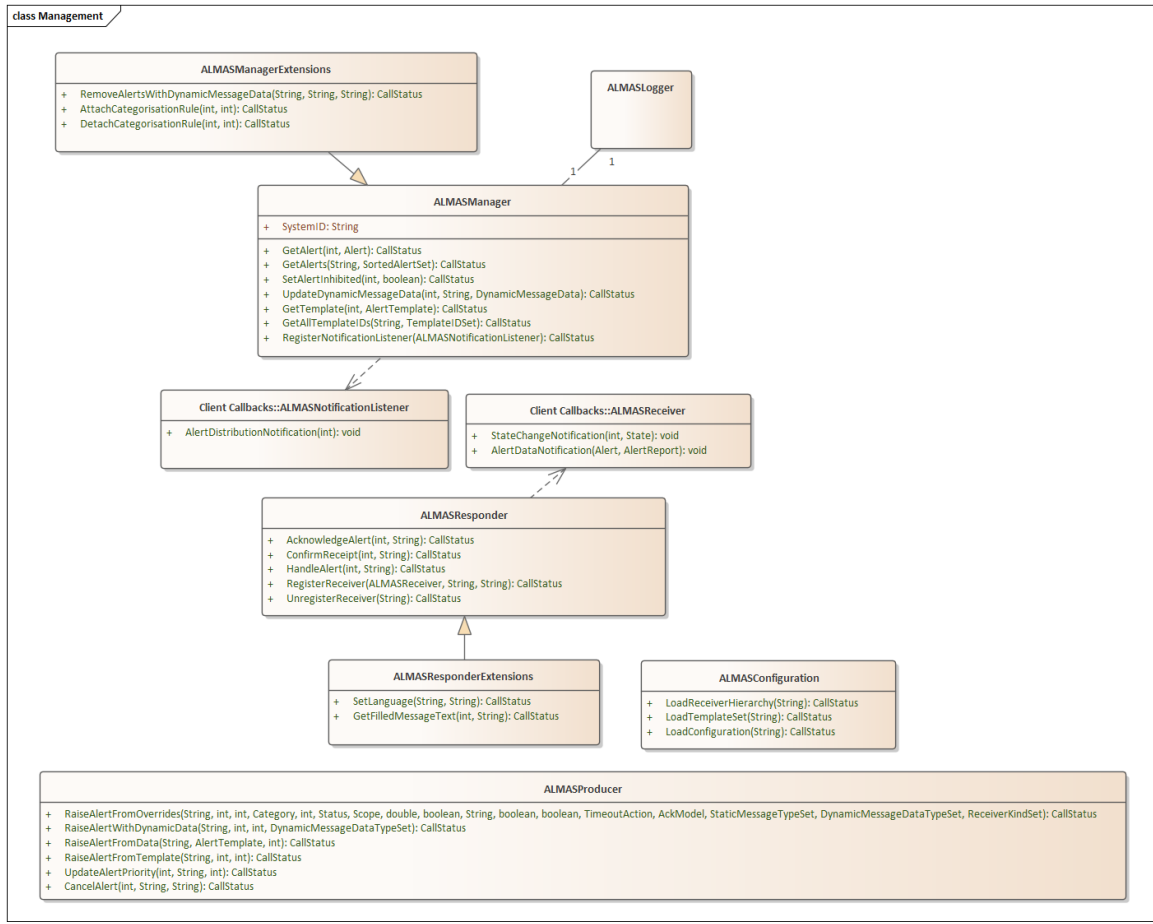 class Management
ALMASManagerExtensions
+ RemoveAlertsWithDynamicMessageData(String, String, String): CallStatus
+ AttachCategorisationRule(int, int): CallStatus
+ DetachCategorisationRule(int, int): CallStatus
ALMASLogger
1
1
ALMASManager
+ SystemID: String
+ GetAlert(int, Alert): CallStatus
+ GetAlerts(String, SortedAlertSet): CallStatus
+ SetAlertInhibited(int, boolean): CallStatus
+ UpdateDynamicMessageData(int, String, DynamicMessageData): CallStatus
+ GetTemplate(int, AlertTemplate): CallStatus
+ GetAllTemplateIDs(String, TemplateIDSet): CallStatus
+ RegisterNotificationListener(ALMASNotificationListener): CallStatus
Client Callbacks::ALMASNotificationListener
+ AlertDistributionNotification(int): void
Client Callbacks::ALMASReceiver
+ StateChangeNotification(int, State): void
+ AlertDataNotification(Alert, AlertReport): void
ALMASResponder
+ AcknowledgeAlert(int, String): CallStatus
+ ConfirmReceipt(int, String): CallStatus
+ HandleAlert(int, String): CallStatus
+ RegisterReceiver(ALMASReceiver, String, String): CallStatus
+ UnregisterReceiver(String): CallStatus
ALMASResponderExtensions
+ SetLanguage(String, String): CallStatus
+ GetFilledMessageText(int, String): CallStatus
ALMASConfiguration
+ LoadReceiverHierarchy(String): CallStatus
+ LoadTemplateSet(String): CallStatus
+ LoadConfiguration(String): CallStatus
ALMASProducer
+ RaiseAlertFromOverrides(String, int, int, Category, int, Status, Scope, double, boolean, String, boolean, boolean, TimeoutAction, AckModel, StaticMessageTypeSet, DynamicMessageDataTypeSet, ReceiverKindSet): CallStatus
+ RaiseAlertWithDynamicData(String, int, int, DynamicMessageDataTypeSet): CallStatus
+ RaiseAlertFromData(String, AlertTemplate, int): CallStatus
+ RaiseAlertFromTemplate(String, int, int): CallStatus
+ UpdateAlertPriority(int, String, int): CallStatus
+ CancelAlert(int, String, String): CallStatus